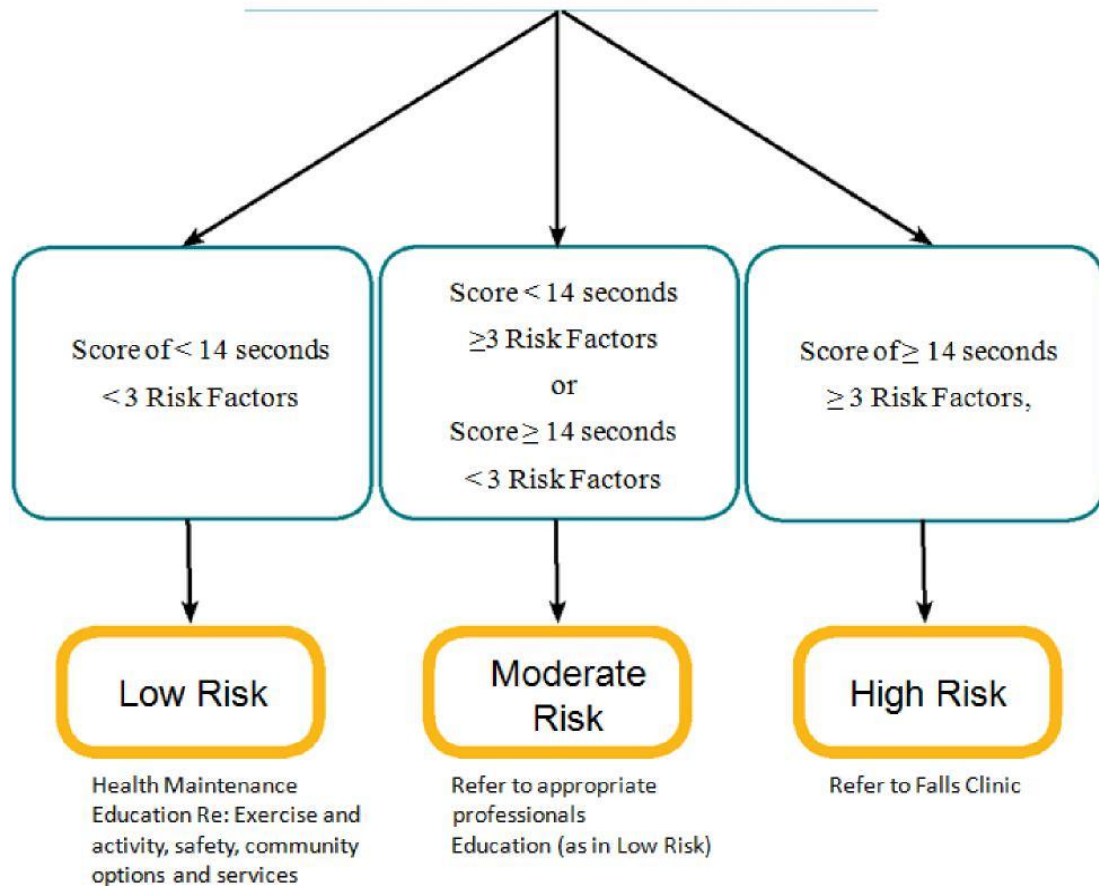 Score of < 14 seconds
< 3 Risk Factors
Score < 14 seconds
≥3 Risk Factors
or
Score ≥ 14 seconds
< 3 Risk Factors
Score of ≥ 14 seconds
≥ 3 Risk Factors,
Low Risk
Moderate
Risk
High Risk
Health Maintenance
Education Re: Exercise and
activity, safety, community
options and services
Refer to appropriate
professionals
Education (as in Low Risk)
Refer to Falls Clinic